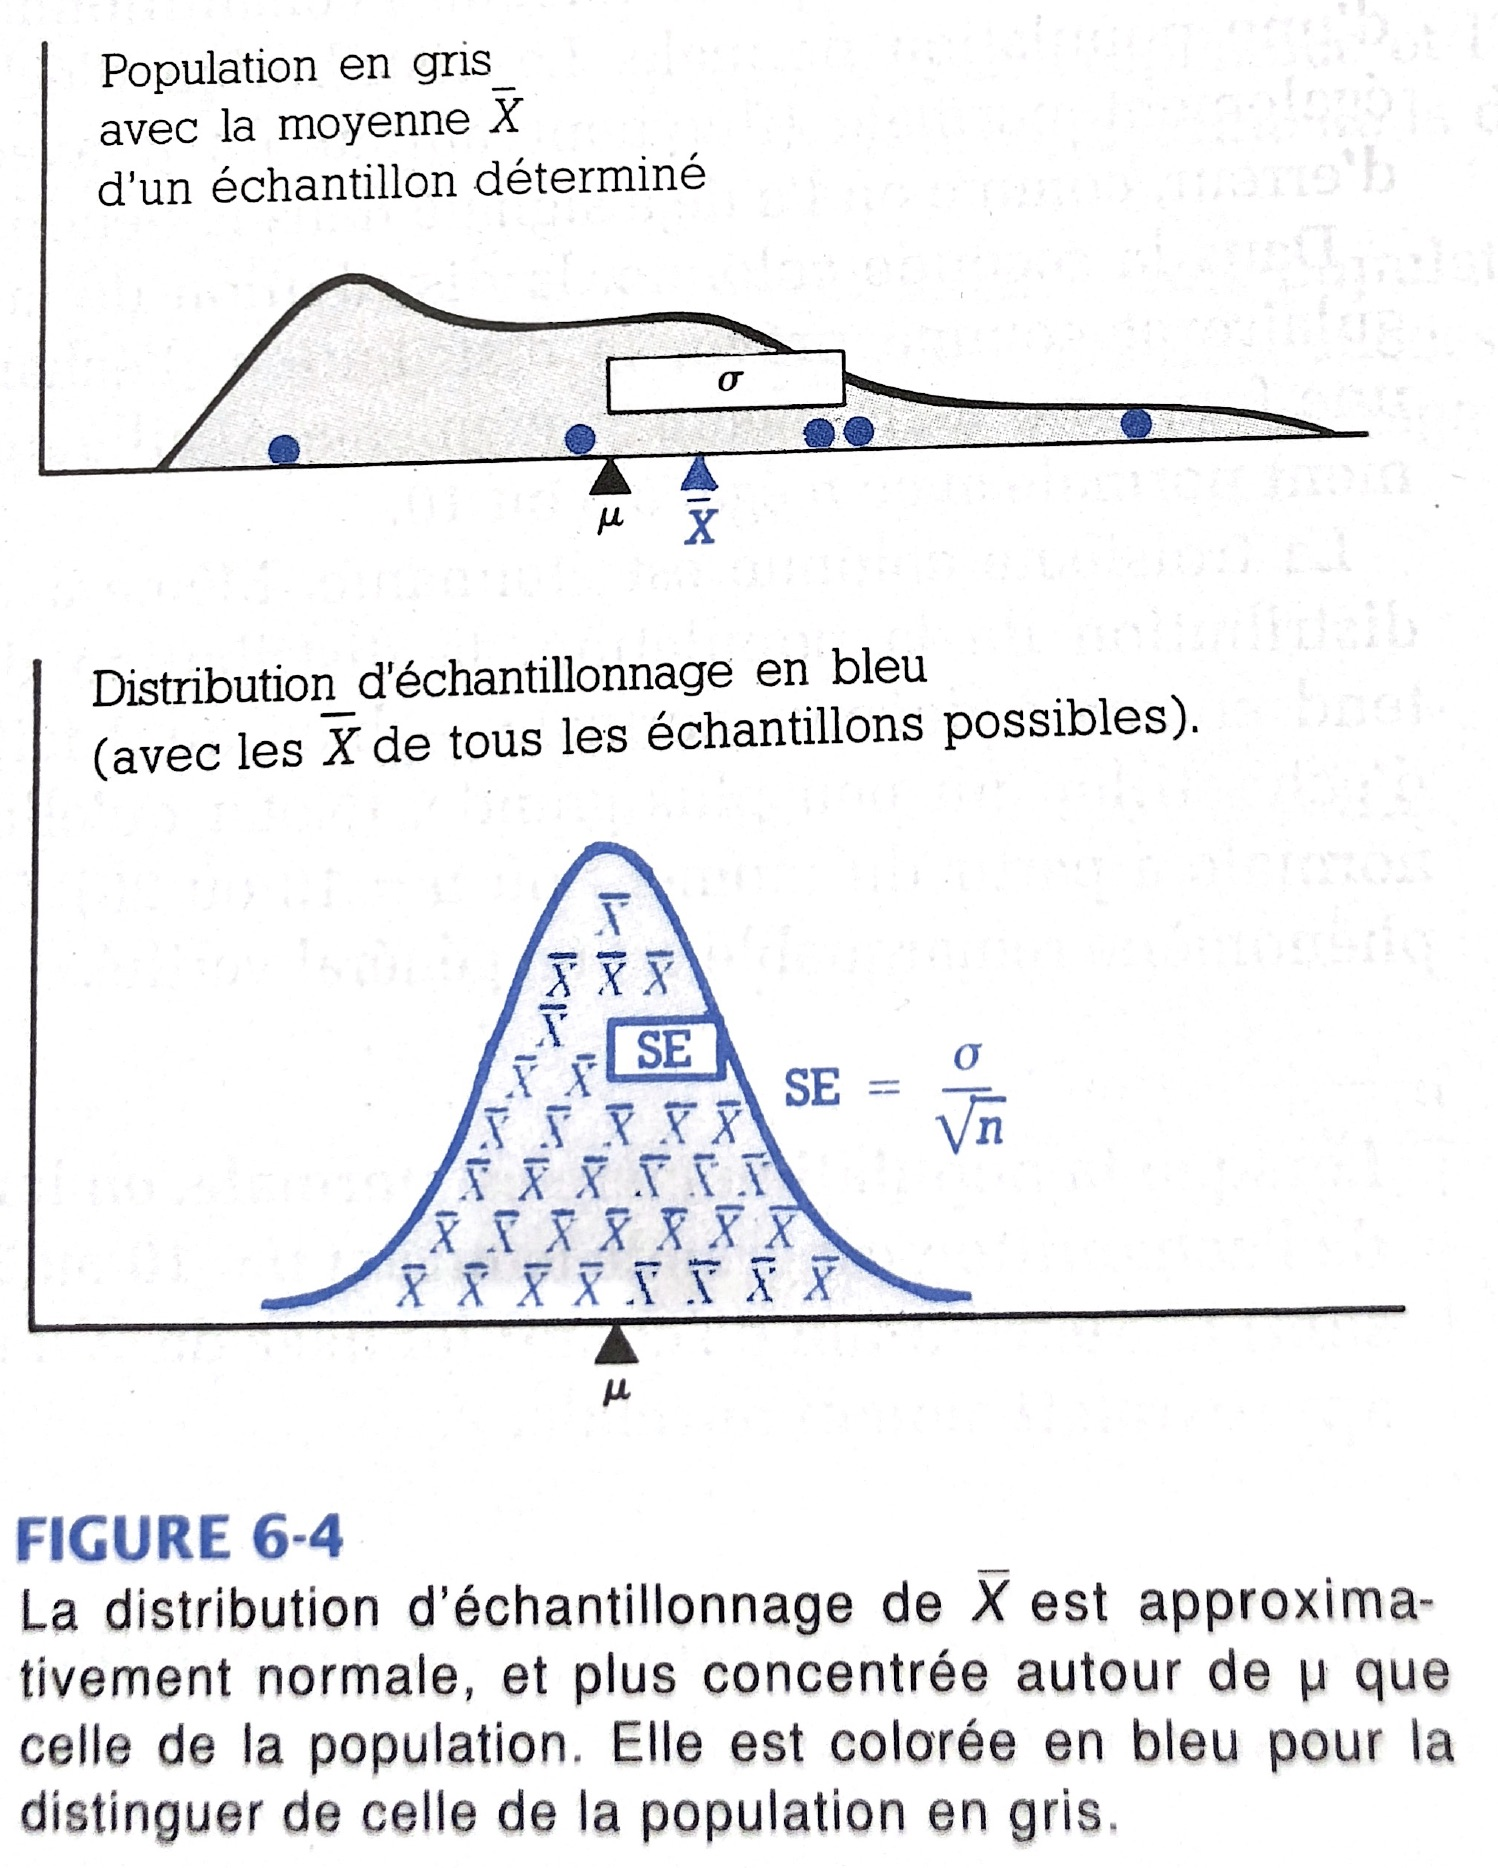 Population en gris
avec la moyenne X̅
d'un échantillon déterminé
σ
μ
X̅
Distribution d'échantillonnage en bleu
(avec les X̅ de tous les échantillons possibles).
X̅
X̅ X̅ X̅
X̅
SE
X̅ X̅
SE = σ/√n
X̅ X̅ X̅ X̅ X̅
X̅ X̅ X̅ X̅ X̅ X̅
X̅ X̅ X̅ X̅ X̅ X̅ X̅
X̅ X̅ X̅ X̅ X̅ X̅ X̅ X̅
μ
FIGURE 6-4
La distribution d'échantillonnage de X̅ est approxima-
tivement normale, et plus concentrée autour de μ que
celle de la population. Elle est colorée en bleu pour la
distinguer de celle de la population en gris.